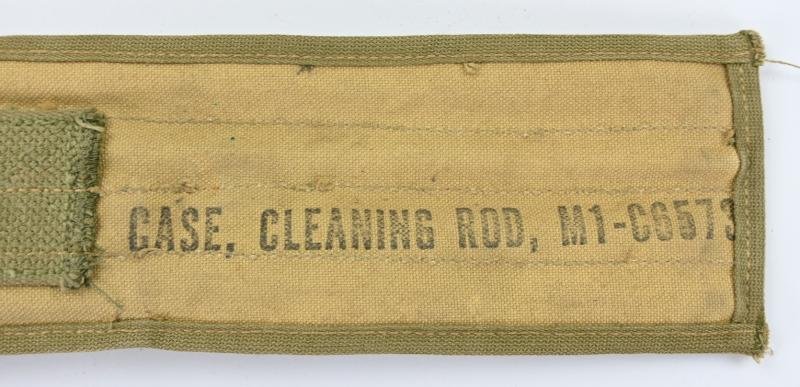 CASE, CLEANING ROD, M1-C6573